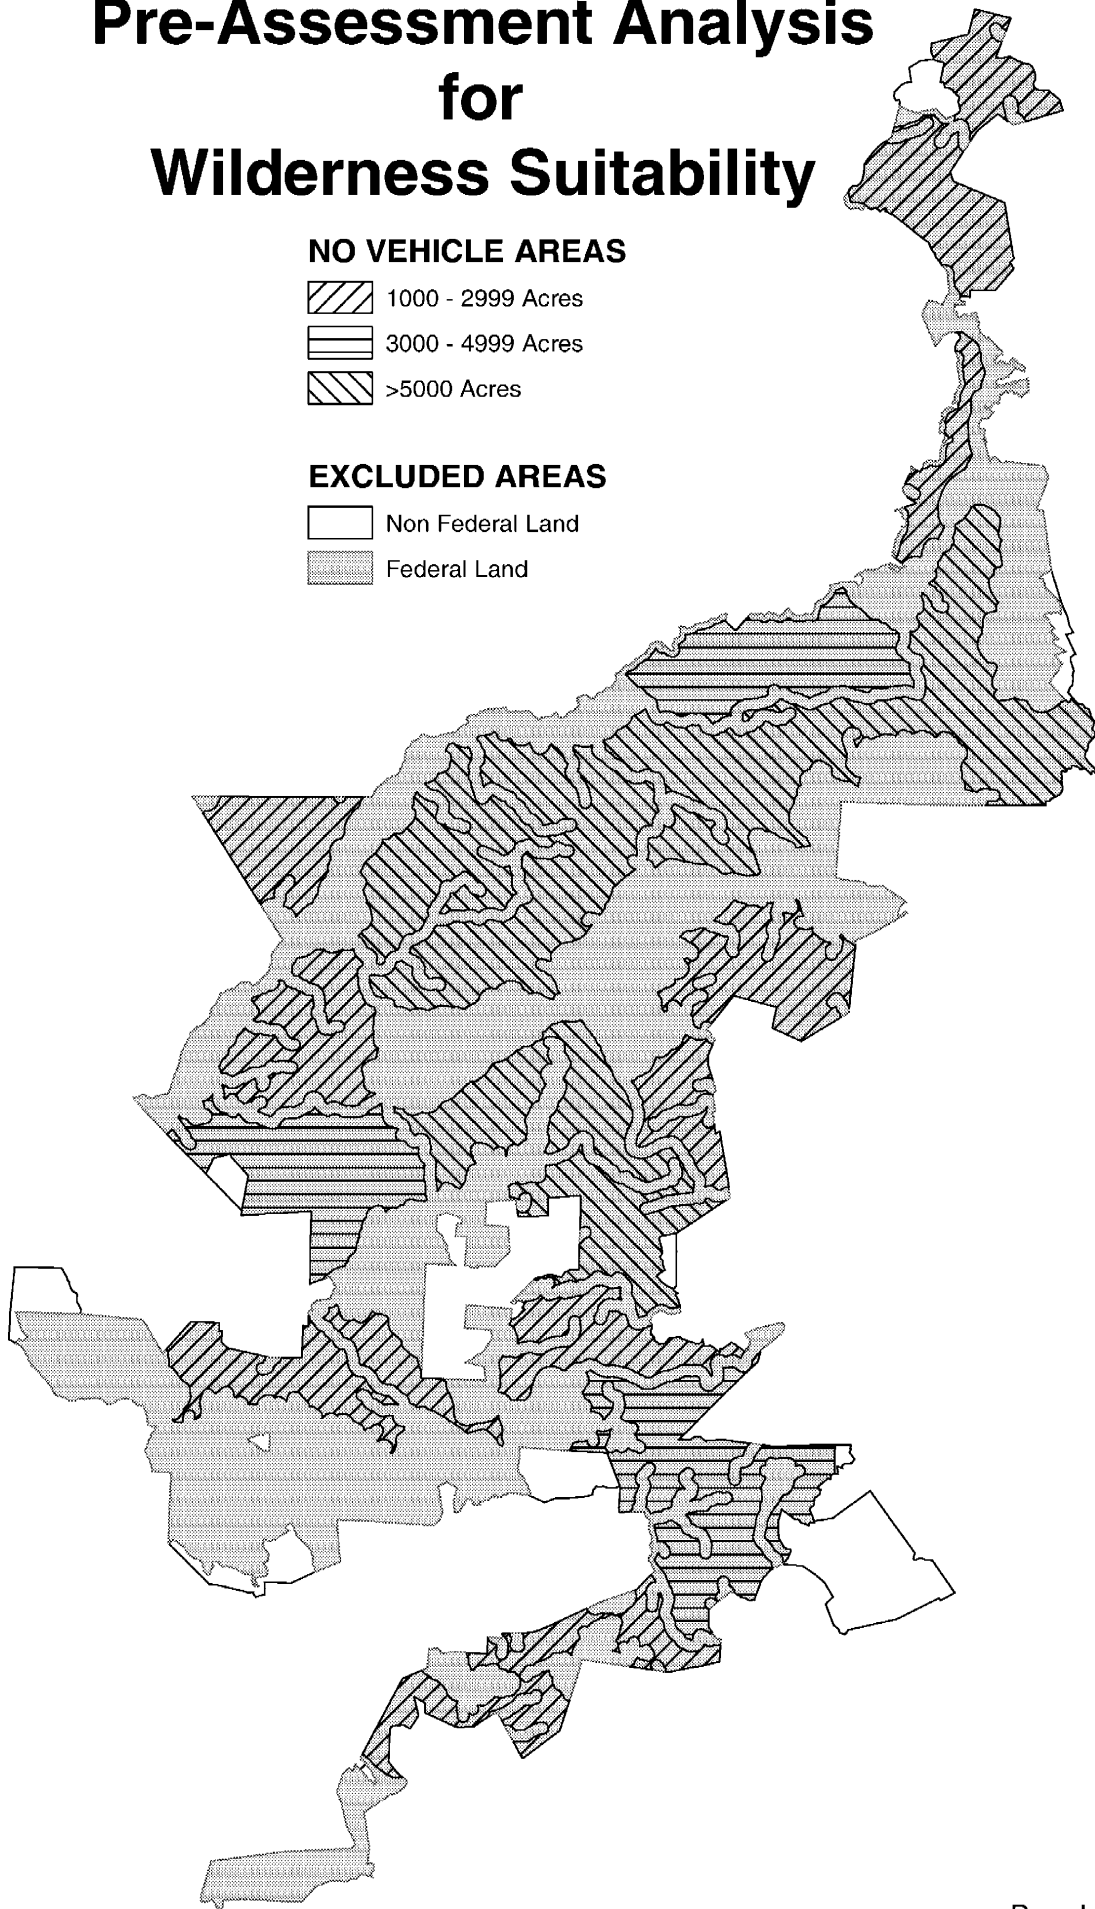 Pre-Assessment Analysis
for
Wilderness Suitability
NO VEHICLE AREAS
1000 - 2999 Acres
3000 - 4999 Acres
>5000 Acres
EXCLUDED AREAS
Non Federal Land
Federal Land